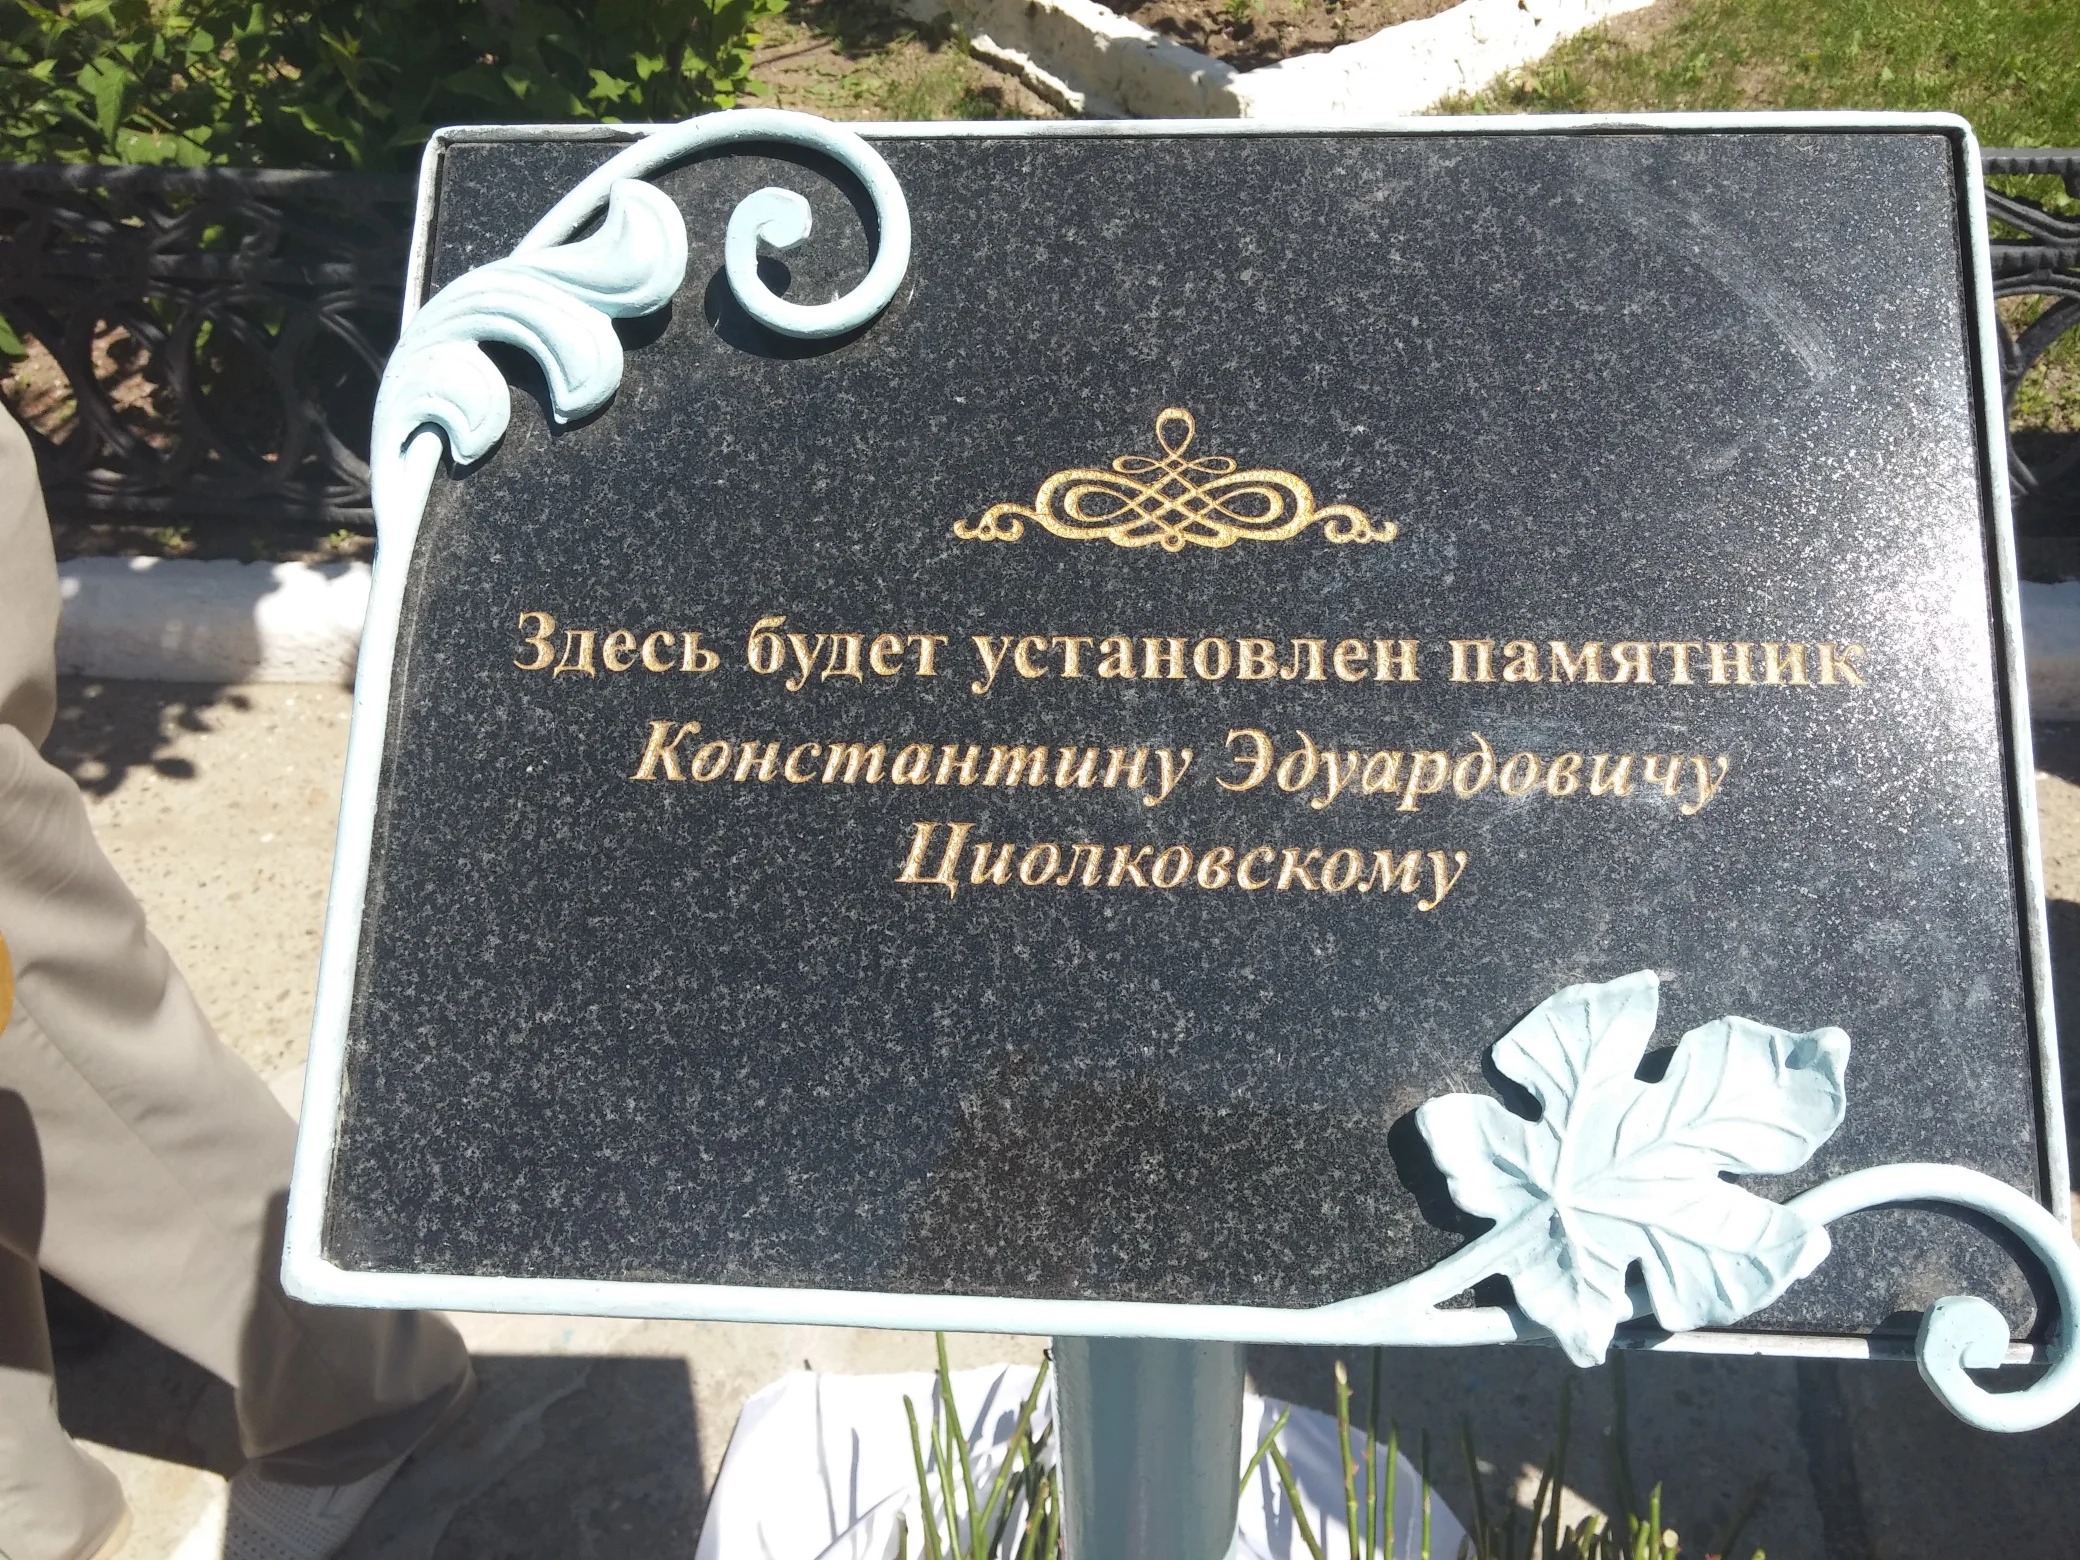 Здесь будет установлен памятник
Константину Эдуардовичу
Циолковскому